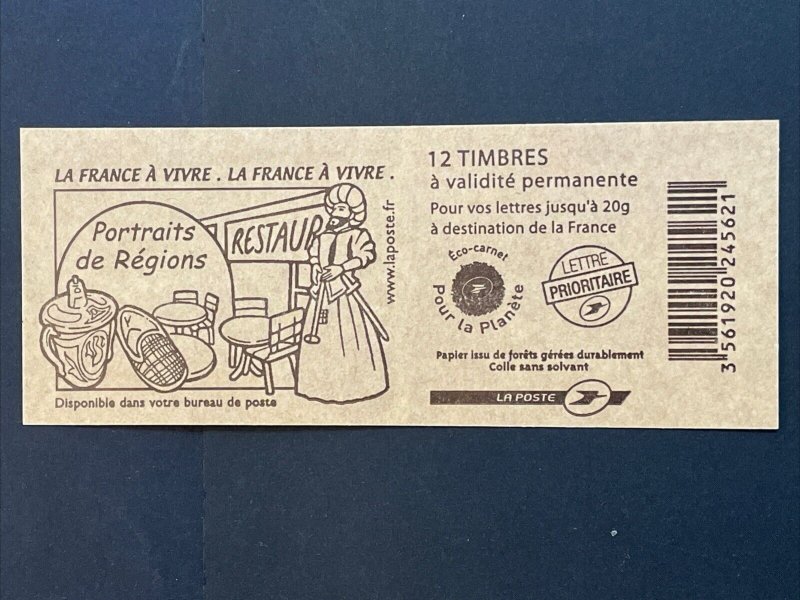 LA FRANCE À VIVRE . LA FRANCE À VIVRE .
Portraits
de Régions
RESTAUR
www.laposte.fr
Disponible dans votre bureau de poste
12 TIMBRES
à validité permanente
Pour vos lettres jusqu'à 20g
à destination de la France
Éco-carnet
Pour la Planète
LETTRE
PRIORITAIRE
Papier issu de forêts gérées durablement
Colle sans solvant
LA POSTE
3 561920 245621